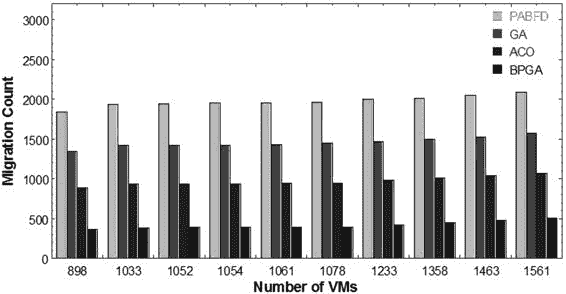 PABFD
GA
ACO
BPGA
Migration Count
3000
2500
2000
1500
1000
500
0
898 1033 1052 1054 1061 1078 1233 1358 1463 1561
Number of VMs